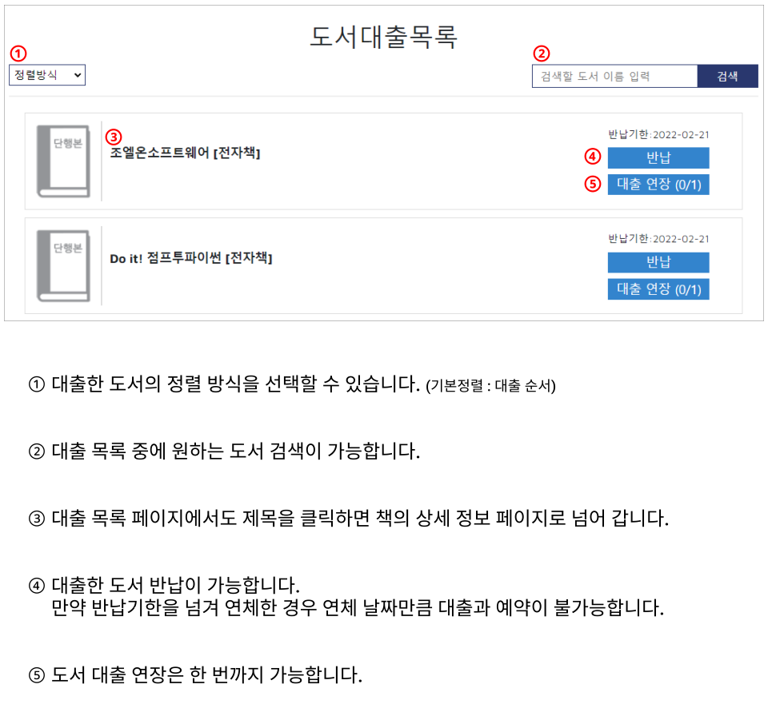 도서대출목록
① ②
정렬방식 검색할 도서 이름 입력 검색
단행본
③
조엘온소프트웨어 [전자책]
반납기한:2022-02-21
④ 반납
⑤ 대출 연장 (0/1)
단행본
Do it! 점프투파이썬 [전자책]
반납기한:2022-02-21
반납
대출 연장 (0/1)
① 대출한 도서의 정렬 방식을 선택할 수 있습니다. (기본정렬 : 대출 순서)
② 대출 목록 중에 원하는 도서 검색이 가능합니다.
③ 대출 목록 페이지에서도 제목을 클릭하면 책의 상세 정보 페이지로 넘어 갑니다.
④ 대출한 도서 반납이 가능합니다.
만약 반납기한을 넘겨 연체한 경우 연체 날짜만큼 대출과 예약이 불가능합니다.
⑤ 도서 대출 연장은 한 번까지 가능합니다.